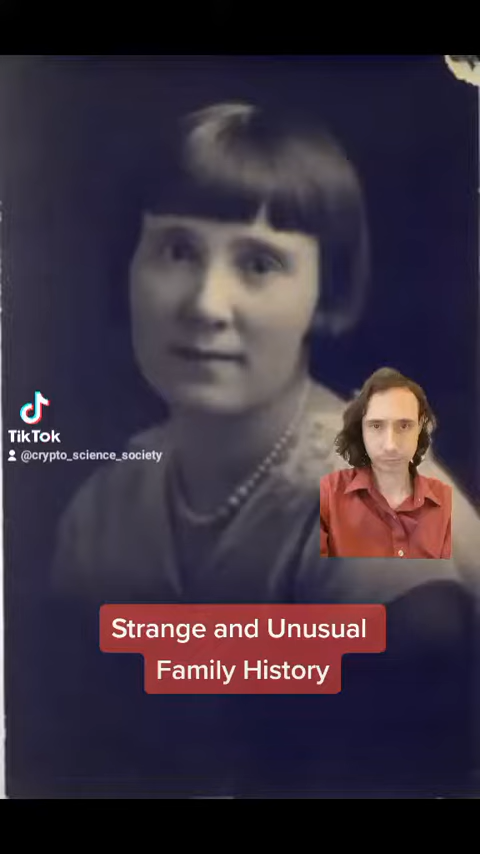 TikTok
@crypto_science_society
Strange and Unusual
Family History